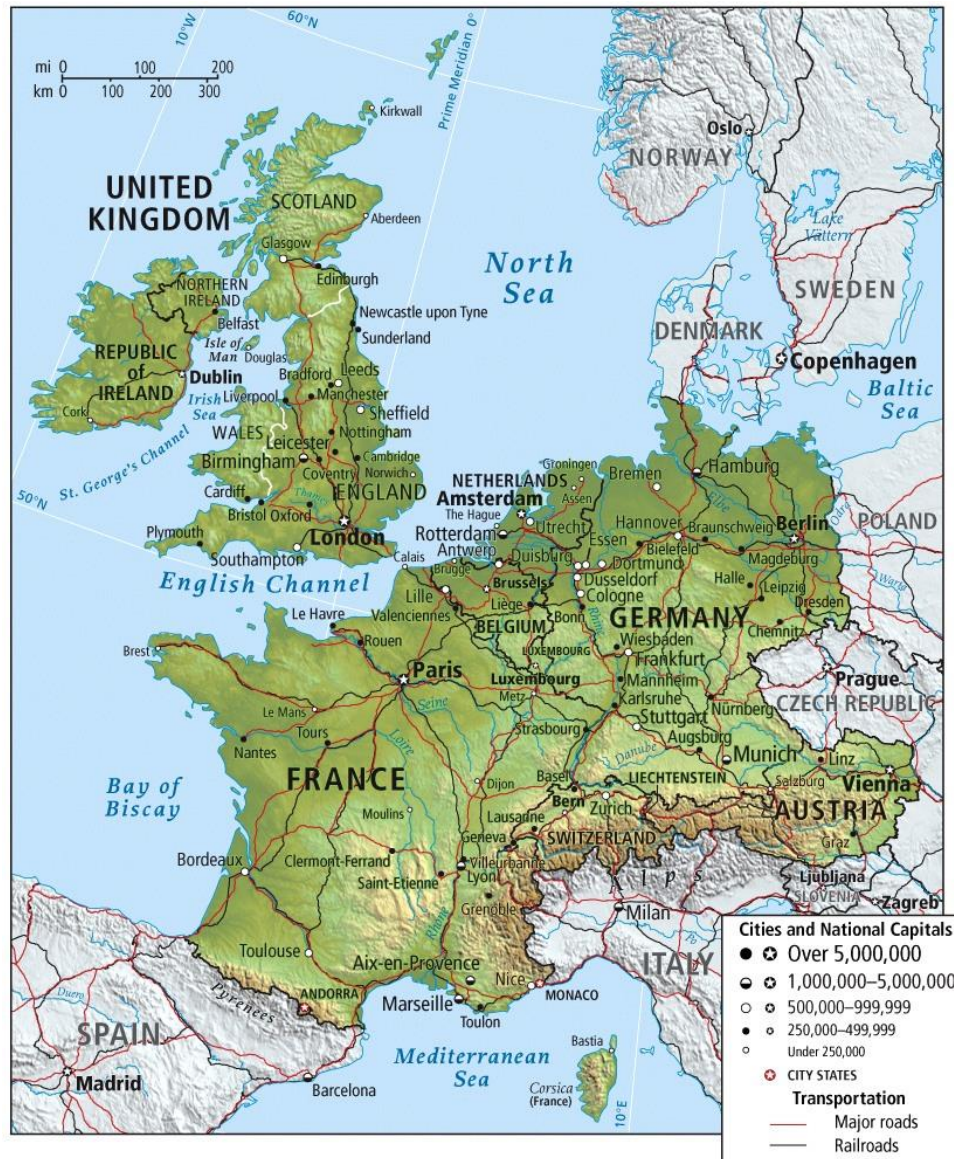 10°W
60°N
Prime Meridian 0°
mi 0 100 200
km 0 100 200 300
Kirkwall
Oslo
NORWAY
UNITED
KINGDOM
SCOTLAND
Aberdeen
Lake
Vättern
Glasgow
Edinburgh
North
Sea
SWEDEN
NORTHERN
IRELAND
Belfast
Newcastle upon Tyne
Sunderland
DENMARK
Isle of
Man
Douglas
REPUBLIC
of
IRELAND
Dublin
Copenhagen
Bradford
Leeds
Manchester
Irish
Sea
Liverpool
Baltic
Sea
Cork
Sheffield
WALES
Nottingham
Leicester
Birmingham
Cambridge
Coventry
Norwich
St. George's Channel
50°N
Groningen
NETHERLANDS
Bremen
Hamburg
Amsterdam
Assen
Elbe
Cardiff
Thames
ENGLAND
The Hague
Utrecht
Hannover
Odra
Bristol
Oxford
Rotterdam
Essen
Braunschweig
Berlin
POLAND
Plymouth
London
Antwerp
Duisburg
Bielefeld
Southampton
Calais
Brugge
Dortmund
Magdeburg
English Channel
Brussels
Dusseldorf
Halle
Leipzig
Warta
Lille
Cologne
Le Havre
Valenciennes
Liège
Bonn
Rhine
GERMANY
Dresden
Rouen
BELGIUM
Wiesbaden
Chemnitz
Brest
LUXEMBOURG
Frankfurt
Paris
Luxembourg
Mannheim
Prague
Metz
Karlsruhe
CZECH REPUBLIC
Le Mans
Seine
Nürnberg
Stuttgart
Nantes
Tours
Strasbourg
Augsburg
Loire
Danube
Munich
Linz
Bay of
Biscay
FRANCE
Dijon
Basel
LIECHTENSTEIN
Salzburg
Vienna
Bern
Zurich
AUSTRIA
Moulins
Lausanne
Geneva
SWITZERLAND
Graz
Bordeaux
Clermont-Ferrand
Villeurbanne
Lyon
Saint-Etienne
Alps
Ljubljana
SLOVENIA
Grenoble
Zagreb
Milan
Rhone
Po
Toulouse
Aix-en-Provence
Nice
ITALY
Pyrenees
ANDORRA
Marseille
MONACO
Duero
Toulon
SPAIN
Mediterranean
Sea
Bastia
Madrid
Barcelona
Corsica
(France)
10°E
Cities and National Capitals
Over 5,000,000
1,000,000–5,000,000
500,000–999,999
250,000–499,999
Under 250,000
CITY STATES
Transportation
Major roads
Railroads